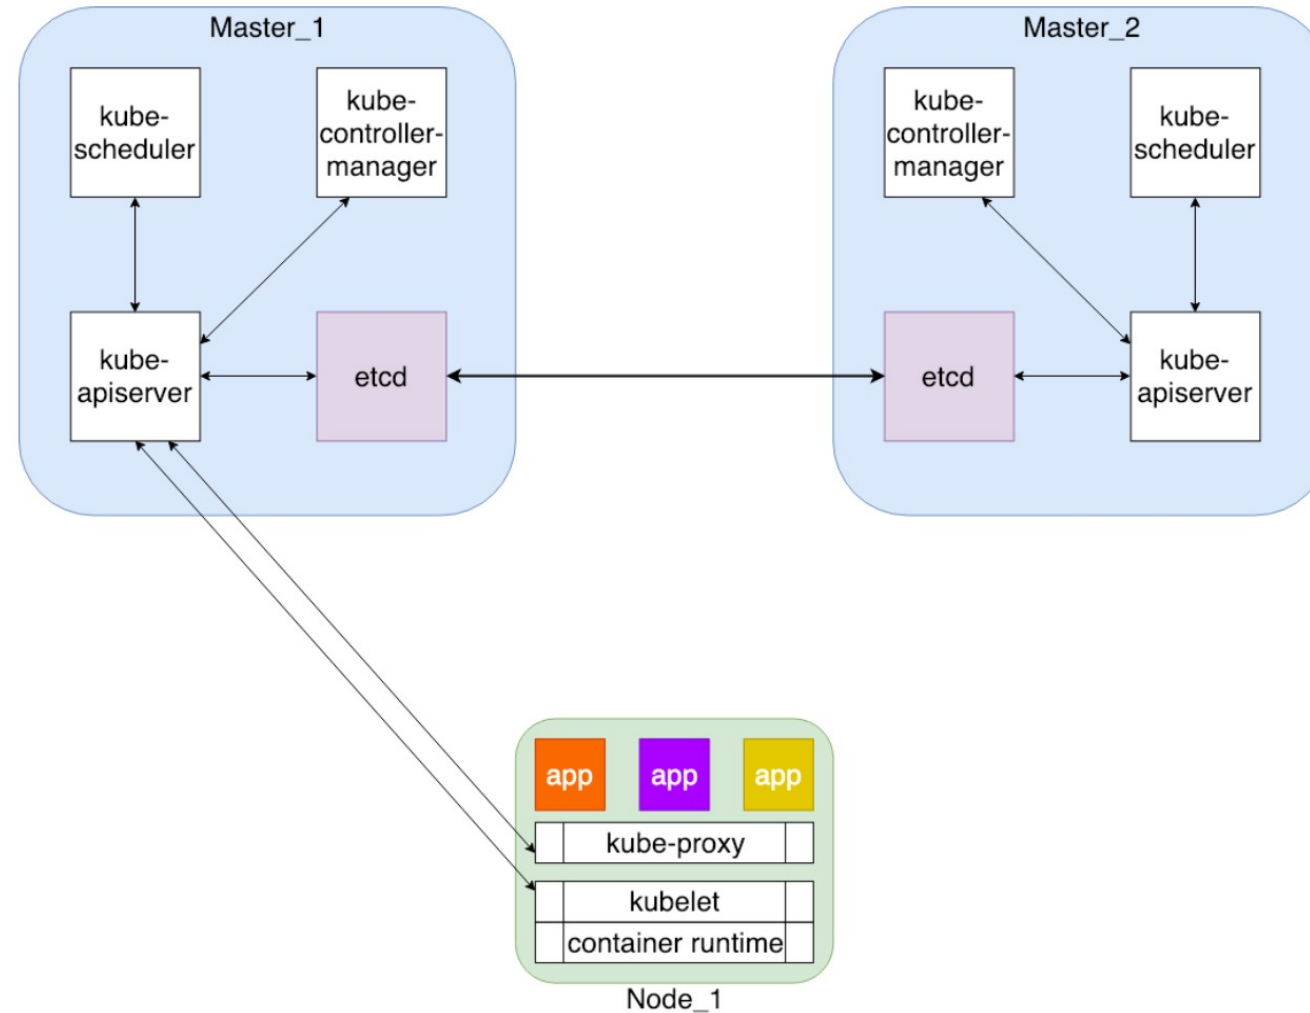 Master_1
kube-
scheduler
kube-
controller-
manager
kube-
apiserver
etcd
Master_2
kube-
controller-
manager
kube-
scheduler
etcd
kube-
apiserver
app
app
app
kube-proxy
kubelet
container runtime
Node_1